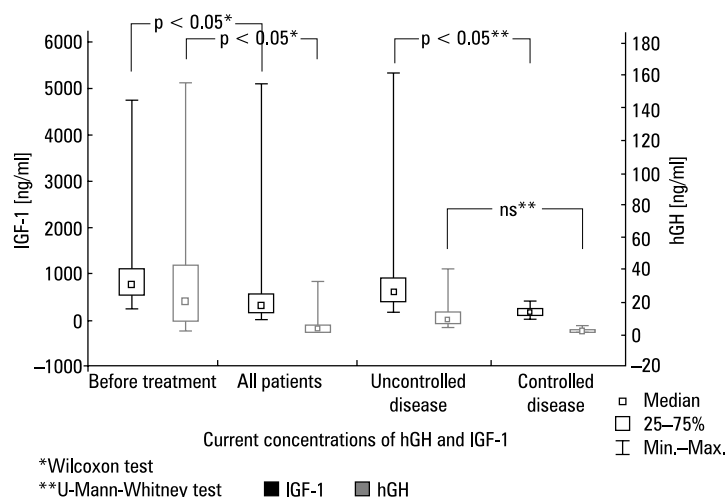 p < 0.05*
p < 0.05*
p < 0.05**
ns**
6000
5000
4000
3000
2000
1000
0
–1000
IGF-1 [ng/ml]
180
160
140
120
100
80
60
40
20
0
–20
hGH [ng/ml]
Before treatment
All patients
Uncontrolled
disease
Controlled
disease
Current concentrations of hGH and IGF-1
Median
25–75%
Min.–Max.
*Wilcoxon test
**U-Mann-Whitney test
IGF-1
hGH